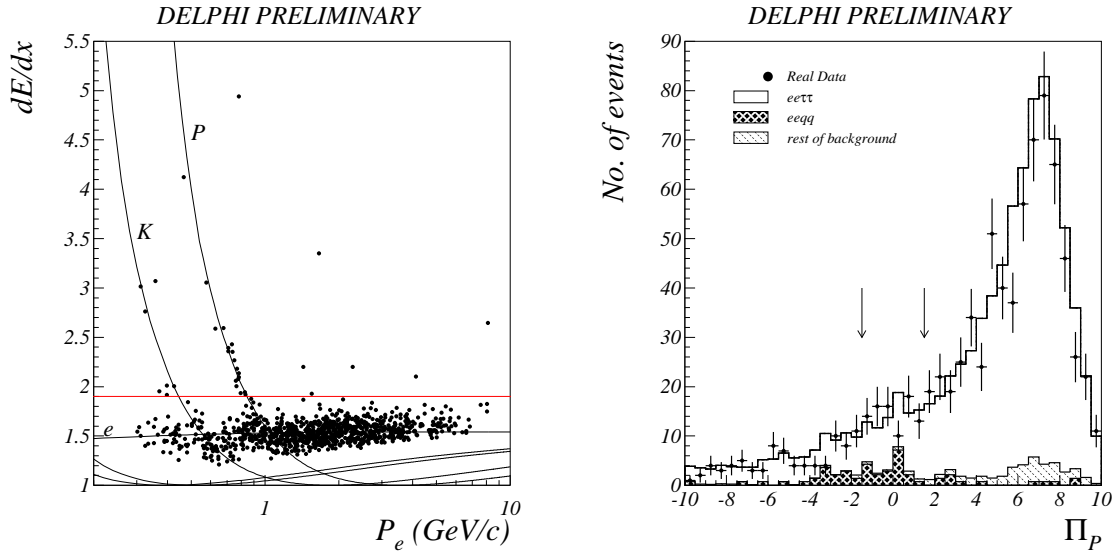 DELPHI PRELIMINARY
dE/dx
5.5
5
4.5
4
3.5
3
2.5
2
1.5
1
P
K
e
1
10
P_e (GeV/c)
DELPHI PRELIMINARY
No. of events
90
80
70
60
50
40
30
20
10
0
Real Data
eeττ
eeqq
rest of background
-10 -8 -6 -4 -2 0 2 4 6 8 10
Π_P